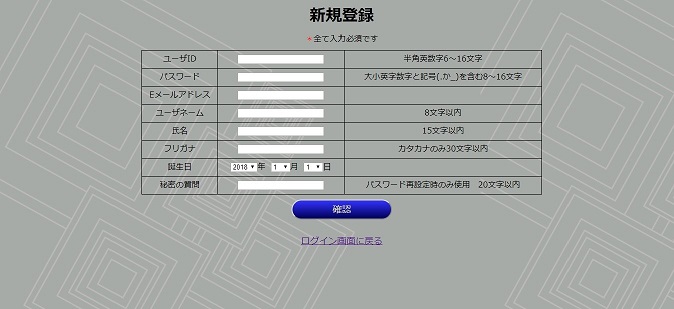 新規登録
*全て入力必須です
ユーザID 半角英数字6～16文字
パスワード 大小英字数字と記号(.か_)を含む8～16文字
Eメールアドレス
ユーザネーム 8文字以内
氏名 15文字以内
フリガナ カタカナのみ30文字以内
誕生日 2018 年 1 月 1 日
秘密の質問 パスワード再設定時のみ使用　20文字以内
確認
ログイン画面に戻る